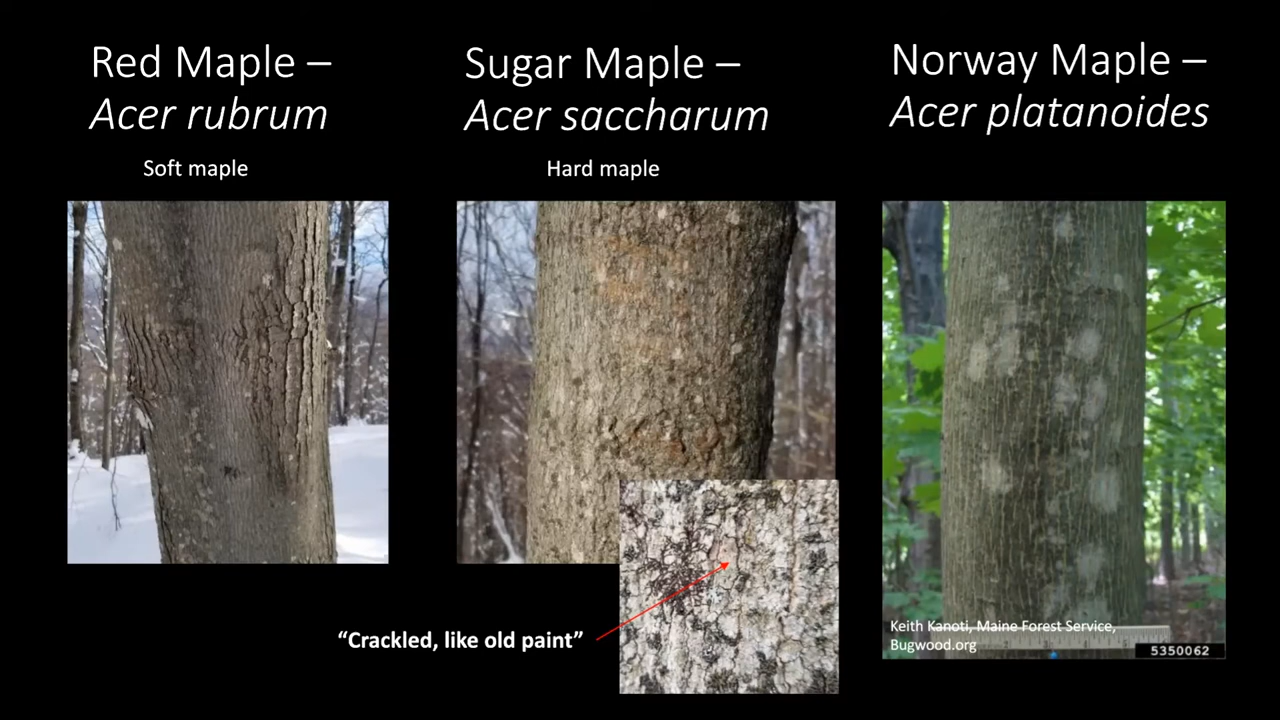 Red Maple –
Acer rubrum
Soft maple
Sugar Maple –
Acer saccharum
Hard maple
Norway Maple –
Acer platanoides
“Crackled, like old paint”
Keith Kanoti, Maine Forest Service,
Bugwood.org
5350062